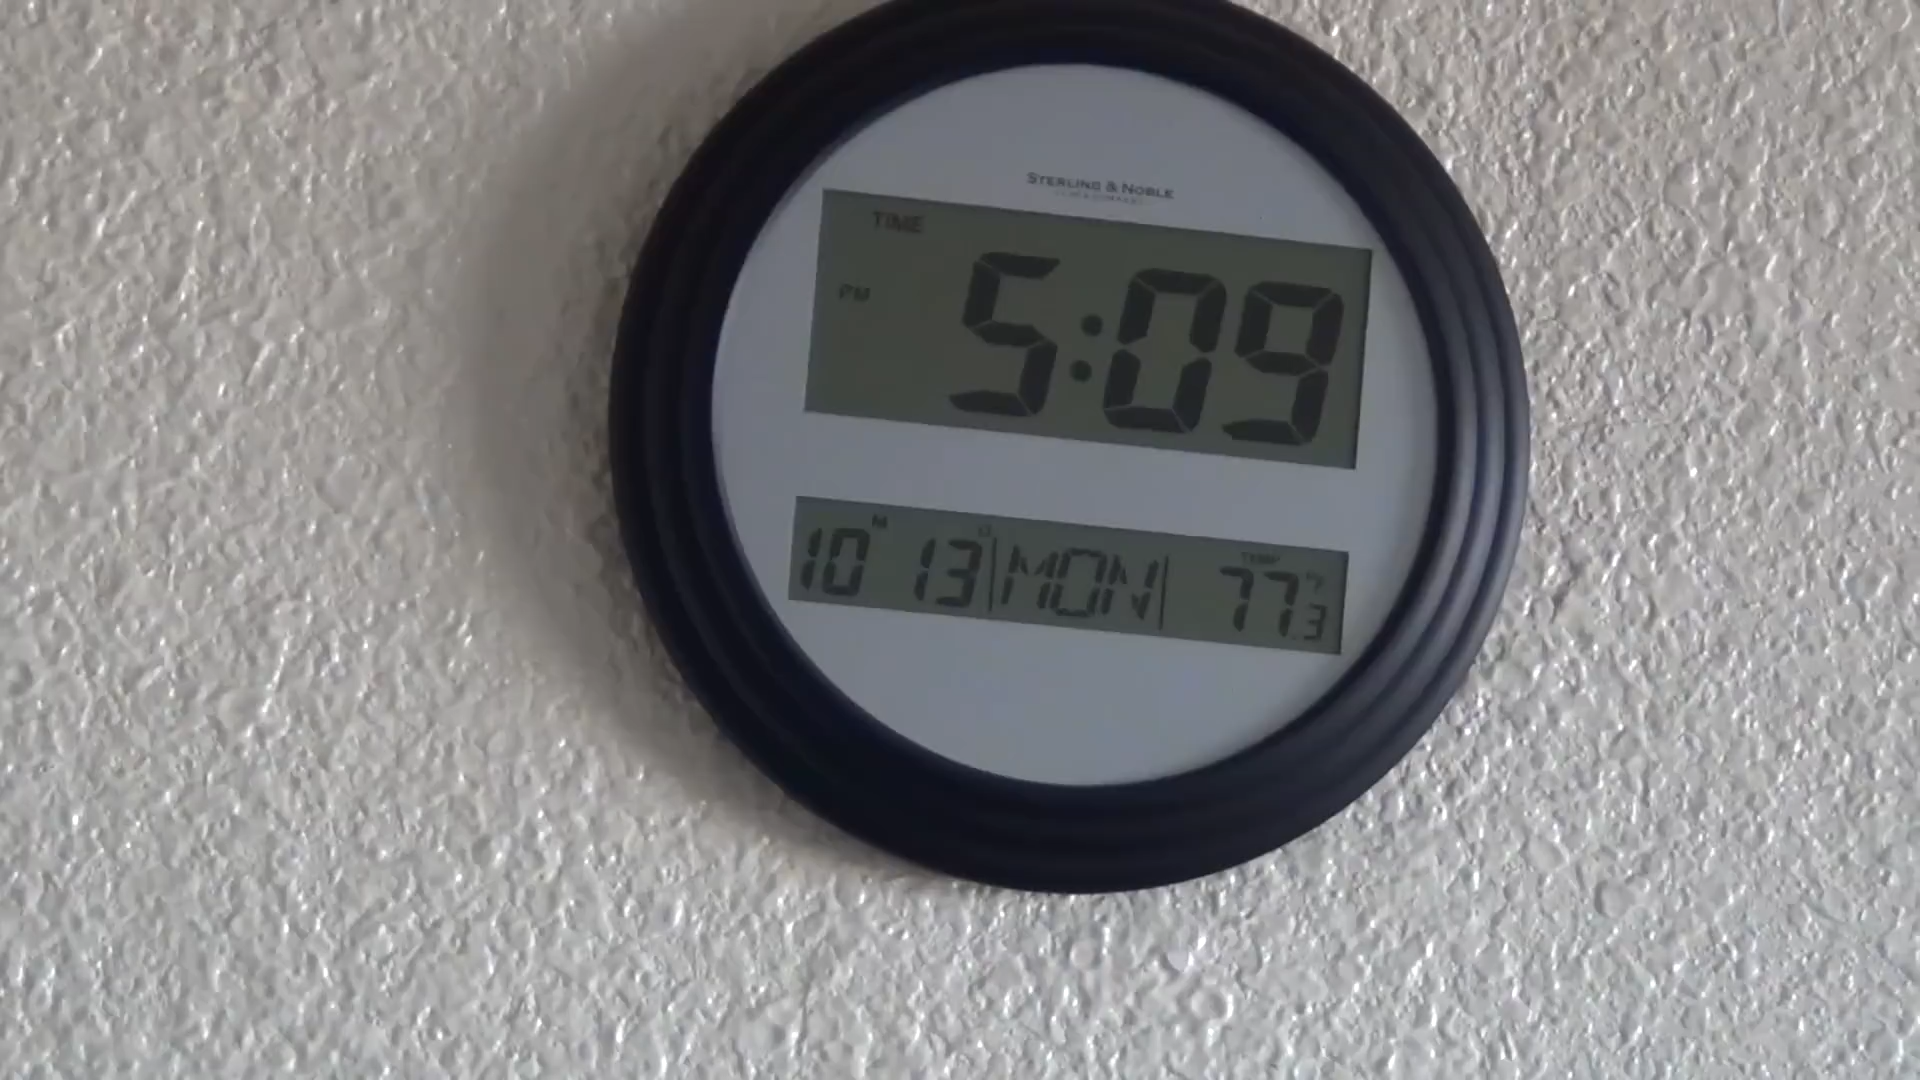 STERLING & NOBLE
TIME
PM 5:09
M D TEMP °F
10 13 MON 77.3